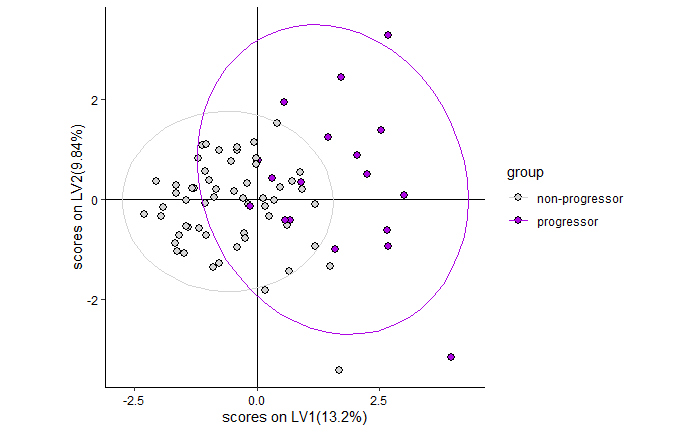 2
0
-2
-2.5
0.0
2.5
scores on LV2(9.84%)
scores on LV1(13.2%)
group
non-progressor
progressor